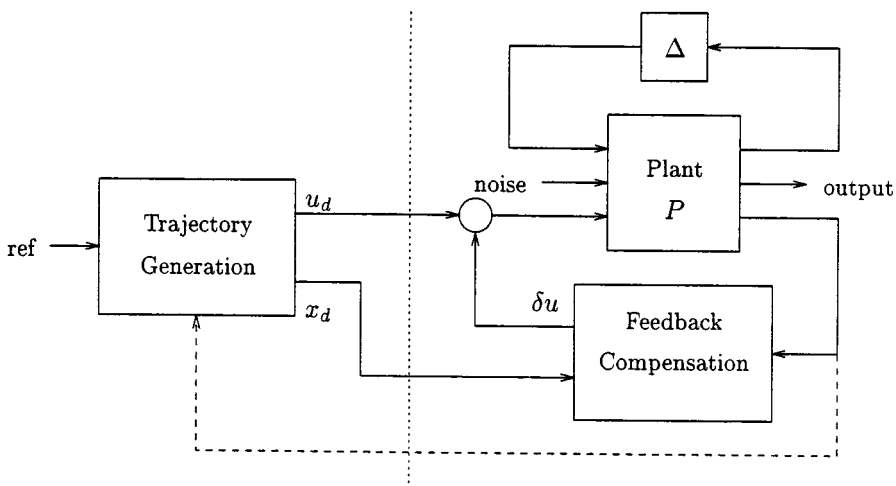 Δ
noise
Plant
P
output
ref
Trajectory
Generation
u_d
x_d
δu
Feedback
Compensation